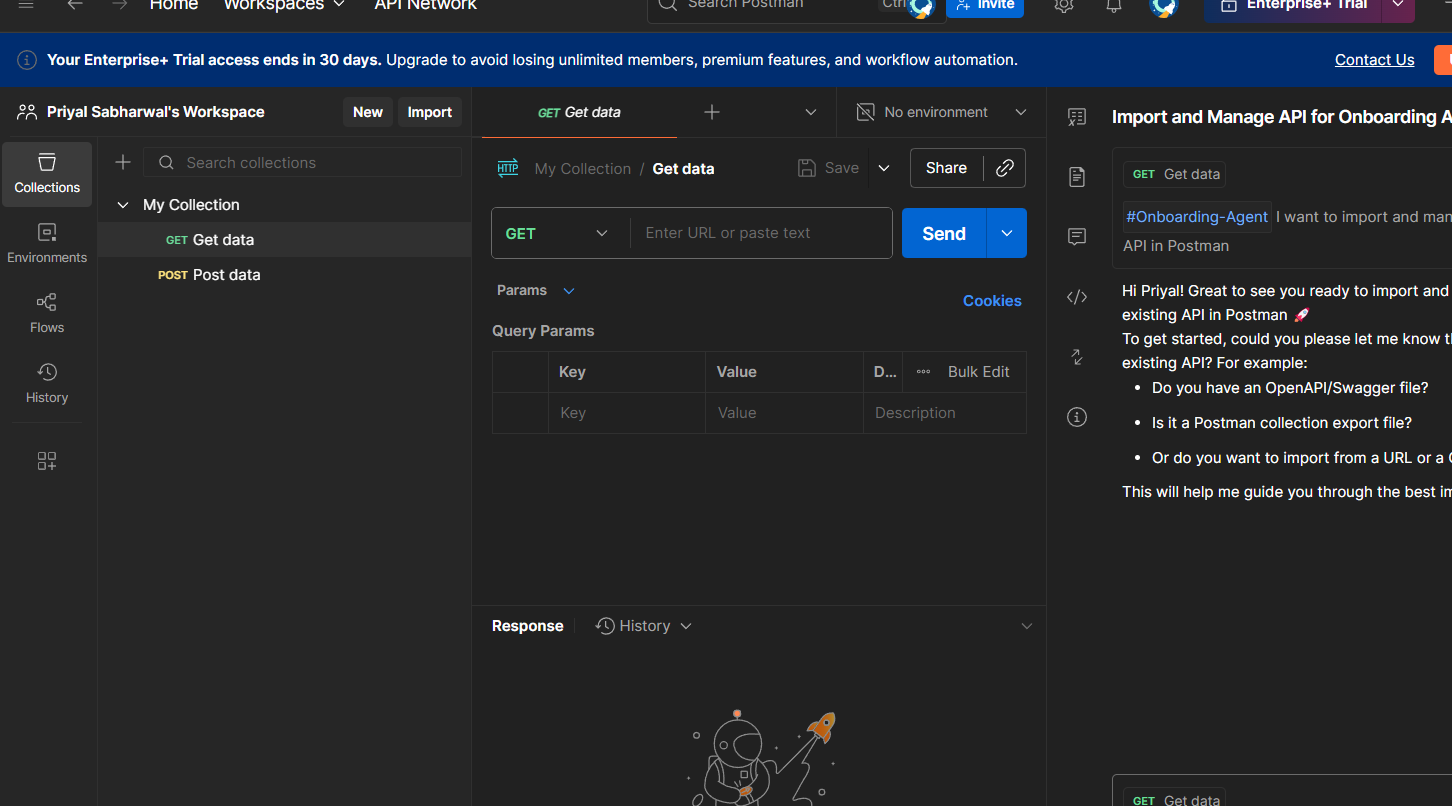 Home Workspaces API Network
Search Postman
Ctrl
Invite
Enterprise+ Trial
Your Enterprise+ Trial access ends in 30 days. Upgrade to avoid losing unlimited members, premium features, and workflow automation.
Contact Us
Priyal Sabharwal's Workspace
New
Import
Collections
Environments
Flows
History
Search collections
My Collection
GET Get data
POST Post data
GET Get data
No environment
HTTP
My Collection / Get data
Save
Share
GET
Enter URL or paste text
Send
Params
Cookies
Query Params
Key Value D... Bulk Edit
Key Value Description
Response
History
Import and Manage API for Onboarding A
GET Get data
#Onboarding-Agent I want to import and man
API in Postman
Hi Priyal! Great to see you ready to import and
existing API in Postman 🚀
To get started, could you please let me know th
existing API? For example:
• Do you have an OpenAPI/Swagger file?
• Is it a Postman collection export file?
• Or do you want to import from a URL or a
This will help me guide you through the best im
GET Get data